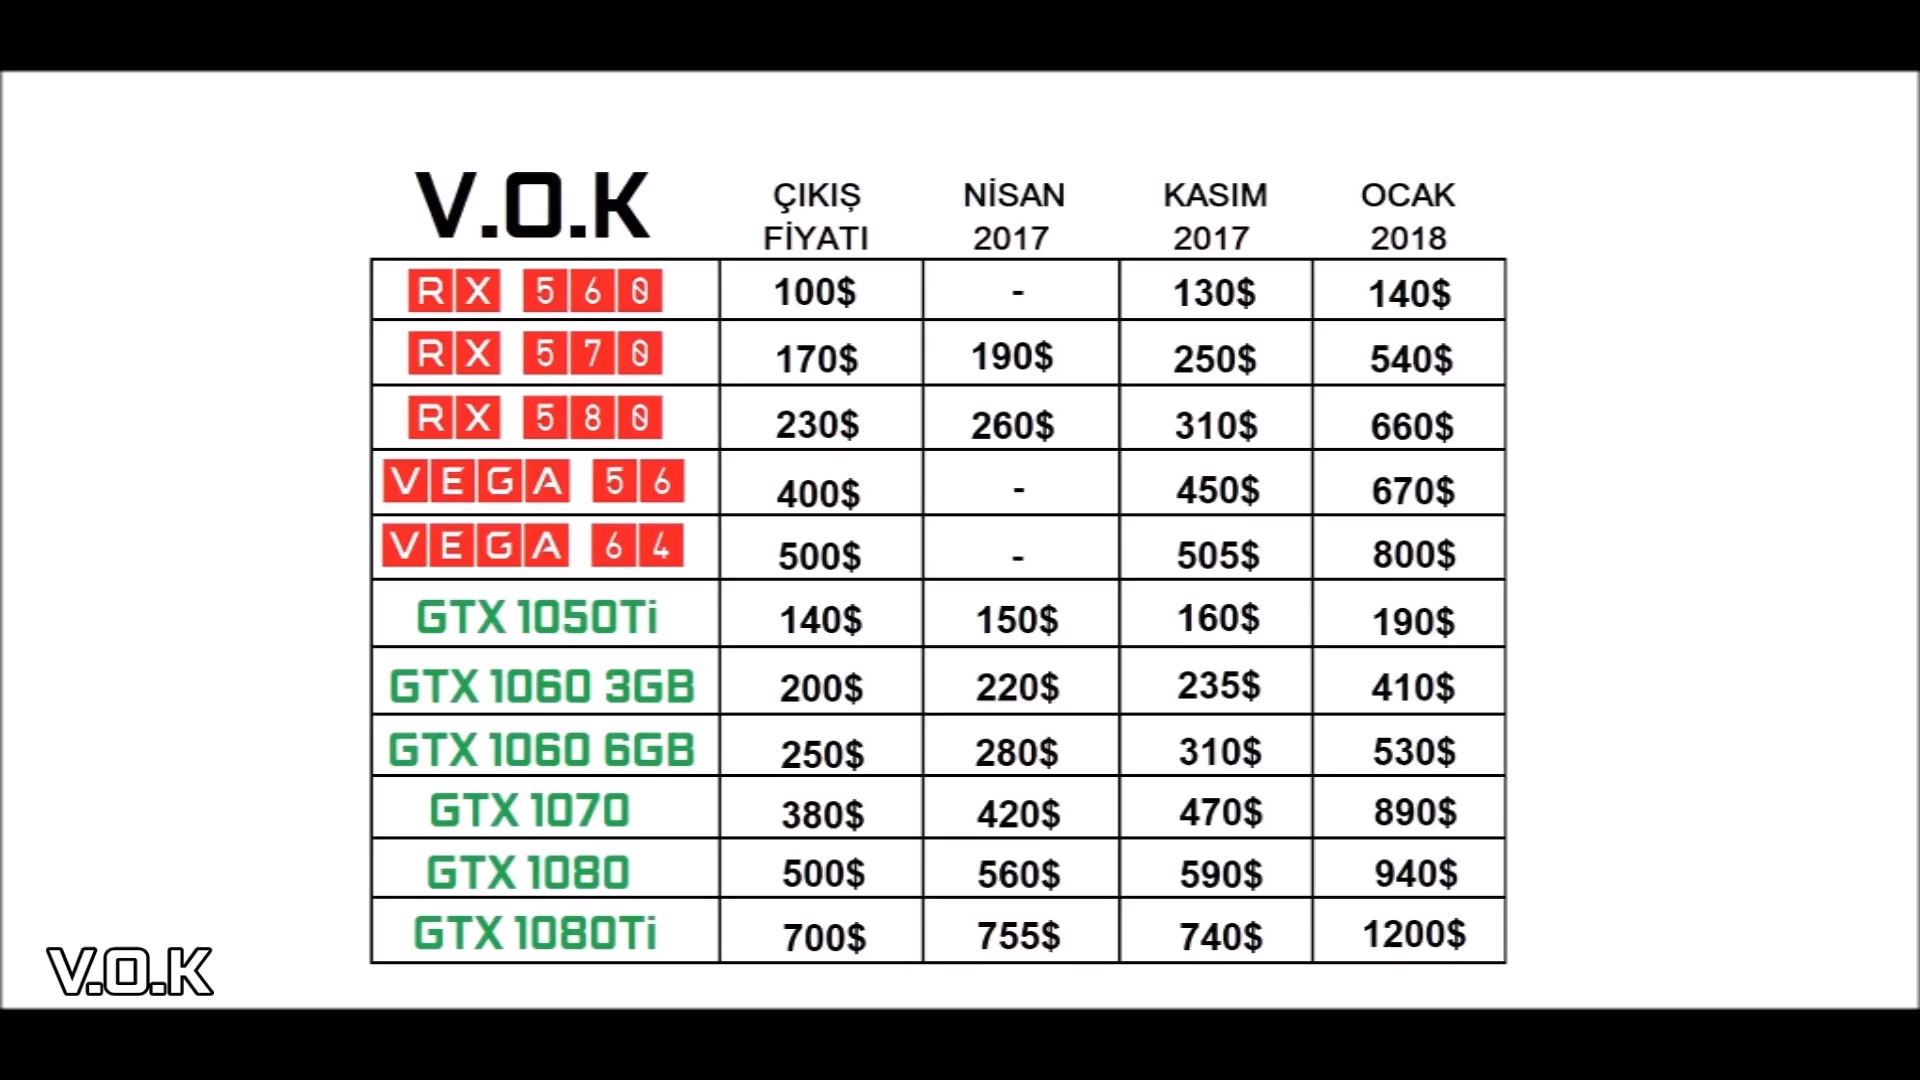 V.O.K ÇIKIŞ FİYATI NİSAN 2017 KASIM 2017 OCAK 2018
RX 560 100$ - 130$ 140$
RX 570 170$ 190$ 250$ 540$
RX 580 230$ 260$ 310$ 660$
VEGA 56 400$ - 450$ 670$
VEGA 64 500$ - 505$ 800$
GTX 1050Ti 140$ 150$ 160$ 190$
GTX 1060 3GB 200$ 220$ 235$ 410$
GTX 1060 6GB 250$ 280$ 310$ 530$
GTX 1070 380$ 420$ 470$ 890$
GTX 1080 500$ 560$ 590$ 940$
GTX 1080Ti 700$ 755$ 740$ 1200$
V.O.K